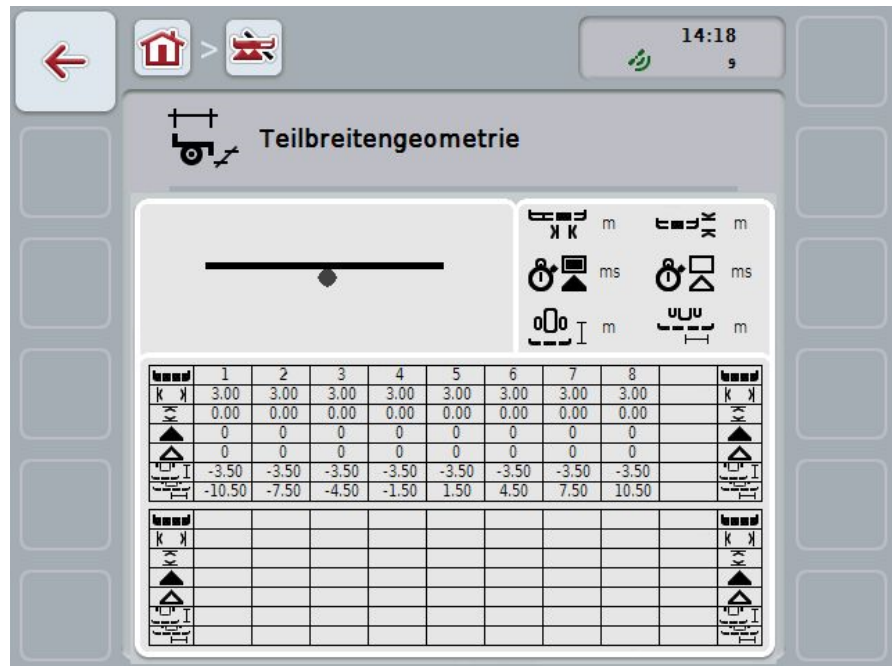 >
14:18
9
Teilbreitengeometrie
m m
ms ms
m m
1 2 3 4 5 6 7 8
3.00 3.00 3.00 3.00 3.00 3.00 3.00 3.00
0.00 0.00 0.00 0.00 0.00 0.00 0.00 0.00
0 0 0 0 0 0 0 0
0 0 0 0 0 0 0 0
-3.50 -3.50 -3.50 -3.50 -3.50 -3.50 -3.50 -3.50
-10.50 -7.50 -4.50 -1.50 1.50 4.50 7.50 10.50